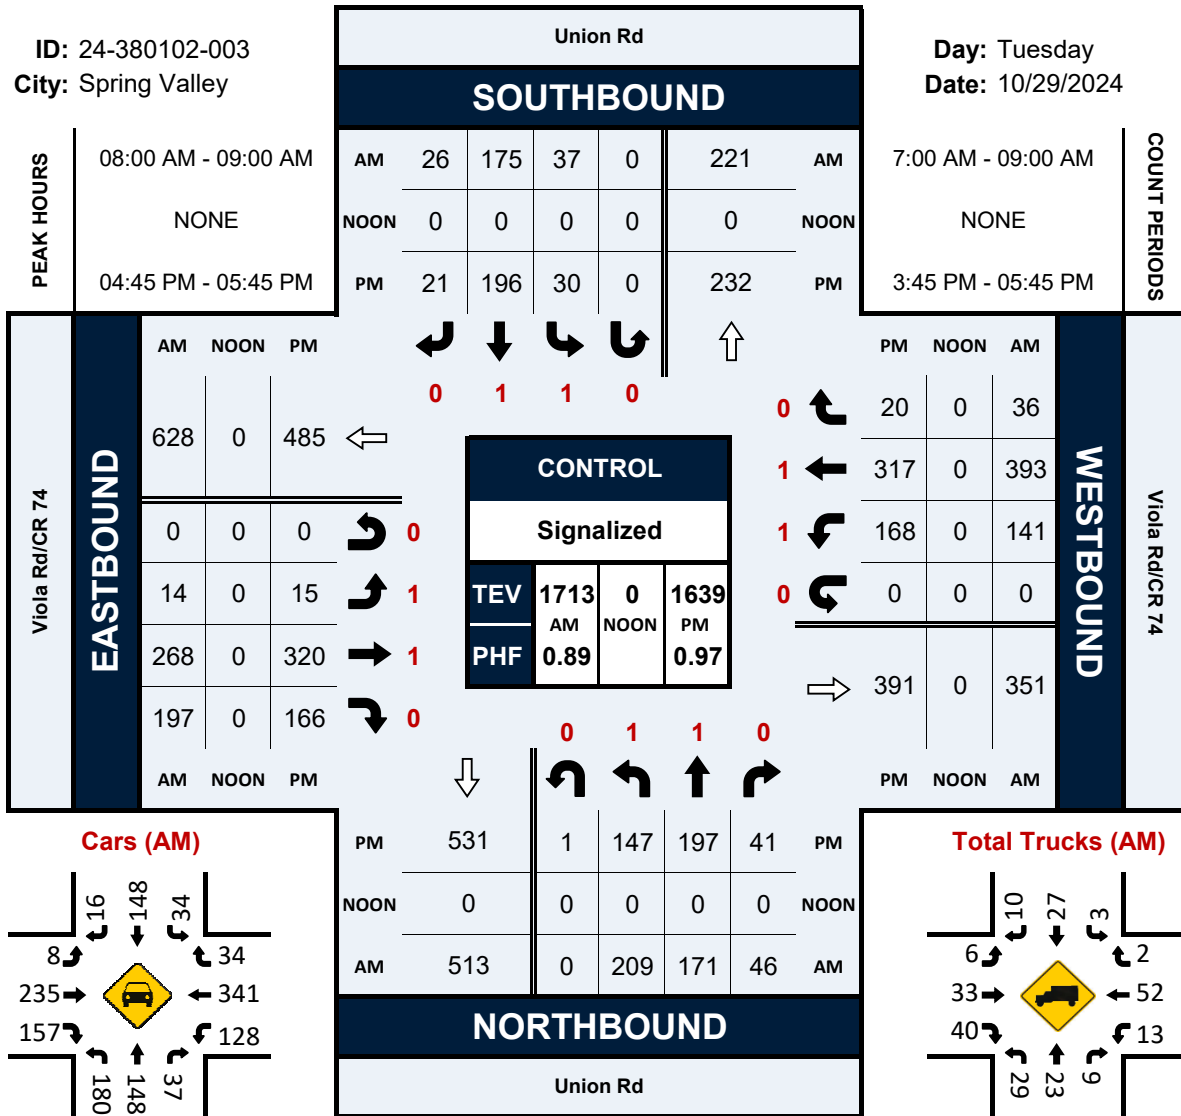 Union Rd
ID: 24-380102-003
City: Spring Valley
Day: Tuesday
Date: 10/29/2024
SOUTHBOUND
PEAK HOURS
08:00 AM - 09:00 AM
NONE
04:45 PM - 05:45 PM
AM 26 175 37 0 221 AM
NOON 0 0 0 0 0 NOON
PM 21 196 30 0 232 PM
7:00 AM - 09:00 AM
NONE
3:45 PM - 05:45 PM
COUNT PERIODS
0 1 1 0
Viola Rd/CR 74
EASTBOUND
AM NOON PM
628 0 485
0 0 0 0
14 0 15 1
268 0 320 1
197 0 166 0
AM NOON PM
CONTROL
Signalized
TEV 1713 0 1639
AM NOON PM
PHF 0.89 0.97
PM NOON AM
0 20 0 36
1 317 0 393
1 168 0 141
0 0 0 0
391 0 351
PM NOON AM
WESTBOUND
Viola Rd/CR 74
0 1 1 0
PM 531 1 147 197 41 PM
NOON 0 0 0 0 0 NOON
AM 513 0 209 171 46 AM
NORTHBOUND
Union Rd
Cars (AM)
16 148 34
8 34
235 341
157 128
180 148 37
Total Trucks (AM)
10 27 3
6 2
33 52
40 13
29 23 9